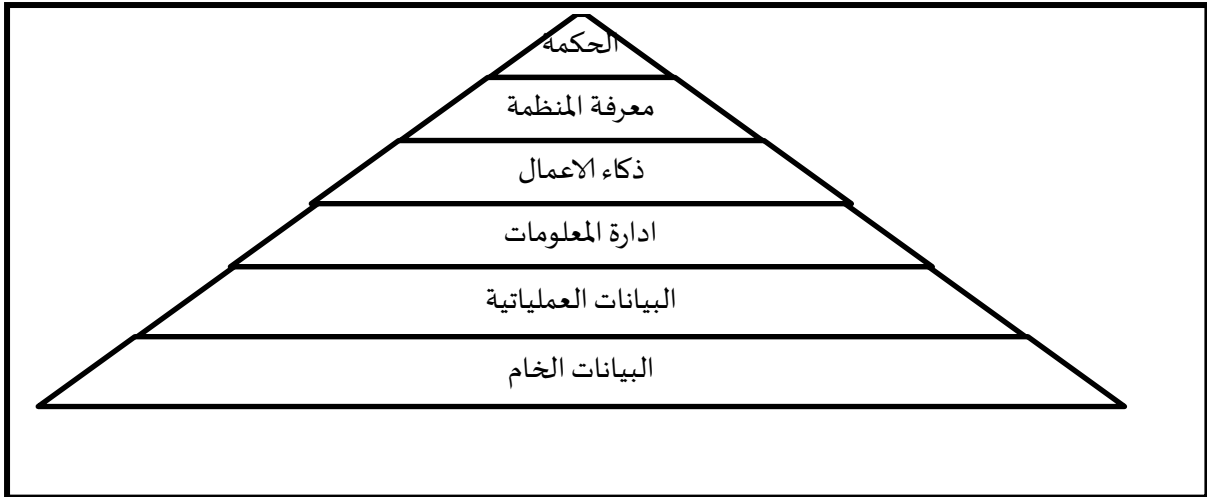 الحكمة
معرفة المنظمة
ذكاء الاعمال
ادارة المعلومات
البيانات العملياتية
البيانات الخام